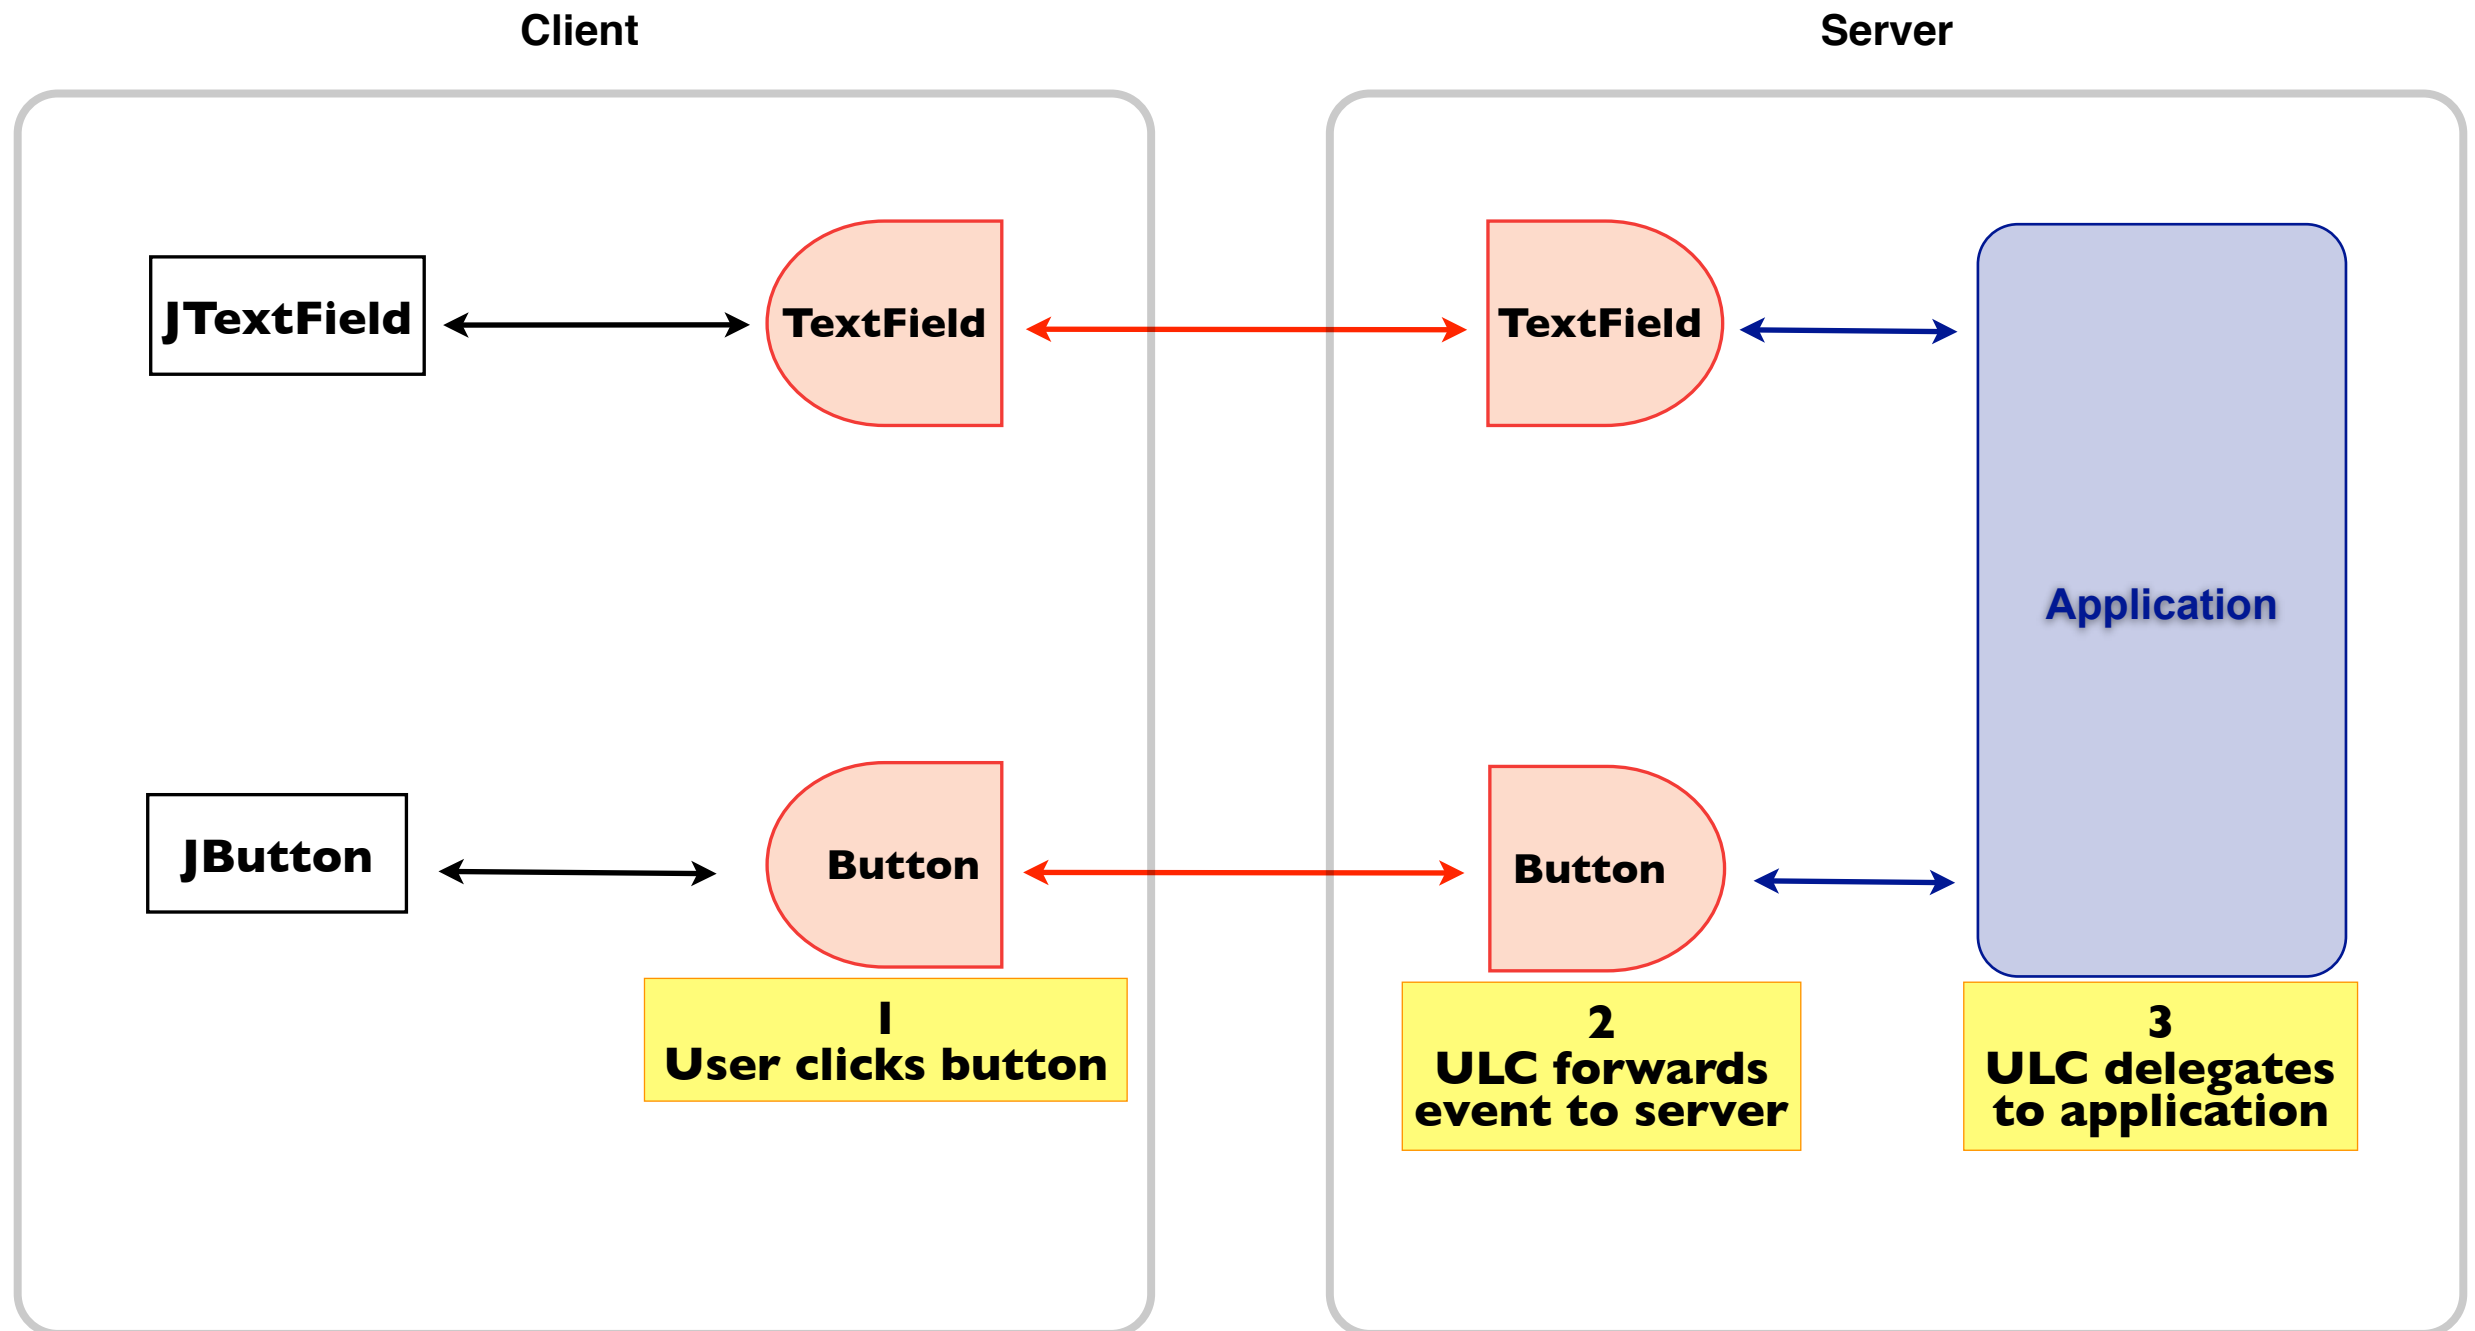 Client
Server
JTextField
TextField
TextField
Application
JButton
Button
Button
1
User clicks button
2
ULC forwards
event to server
3
ULC delegates
to application